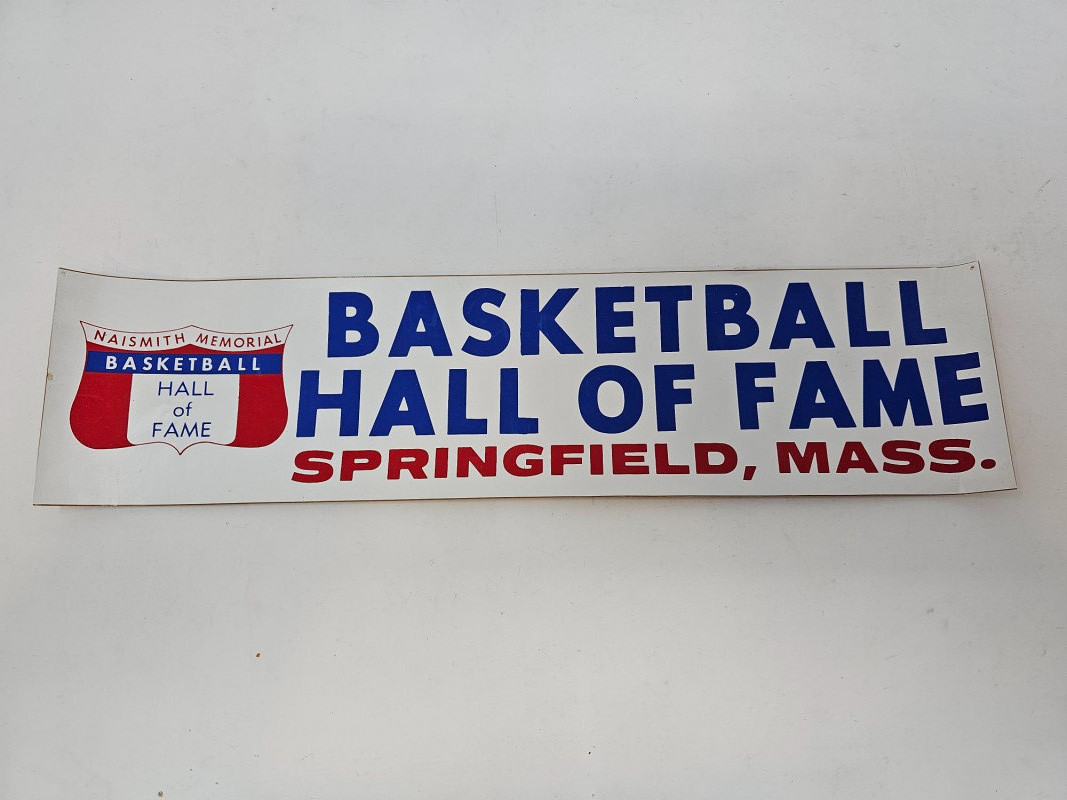 NAISMITH MEMORIAL
BASKETBALL
HALL
of
FAME
BASKETBALL
HALL OF FAME
SPRINGFIELD, MASS.